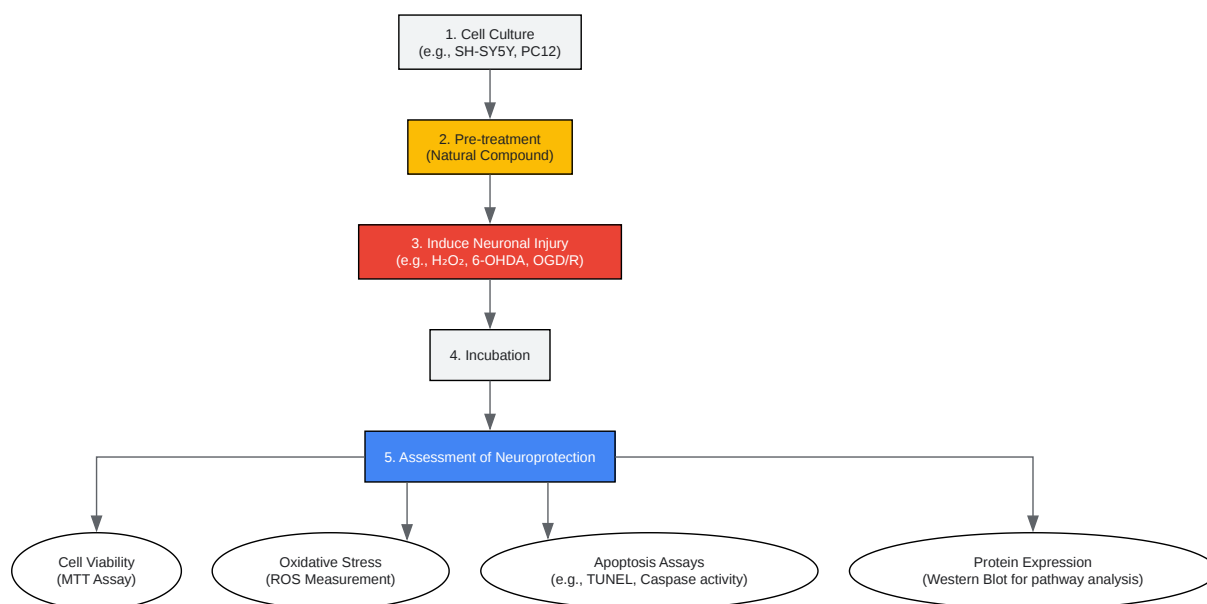 1. Cell Culture
(e.g., SH-SY5Y, PC12)
2. Pre-treatment
(Natural Compound)
3. Induce Neuronal Injury
(e.g., H₂O₂, 6-OHDA, OGD/R)
4. Incubation
5. Assessment of Neuroprotection
Cell Viability
(MTT Assay)
Oxidative Stress
(ROS Measurement)
Apoptosis Assays
(e.g., TUNEL, Caspase activity)
Protein Expression
(Western Blot for pathway analysis)